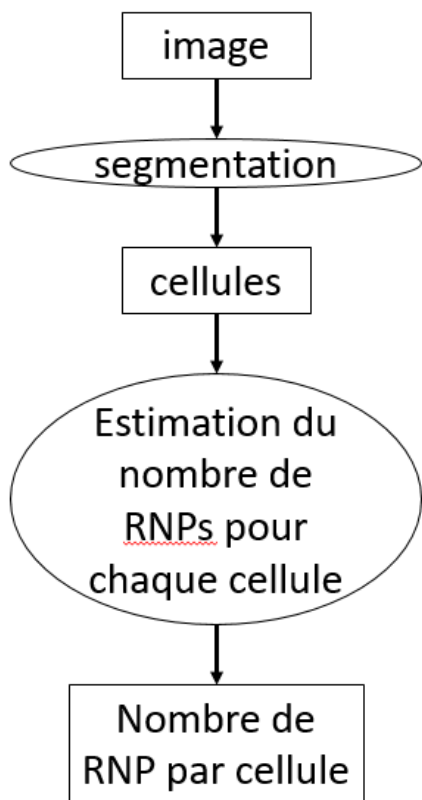 image
segmentation
cellules
Estimation du
nombre de
RNPs pour
chaque cellule
Nombre de
RNP par cellule